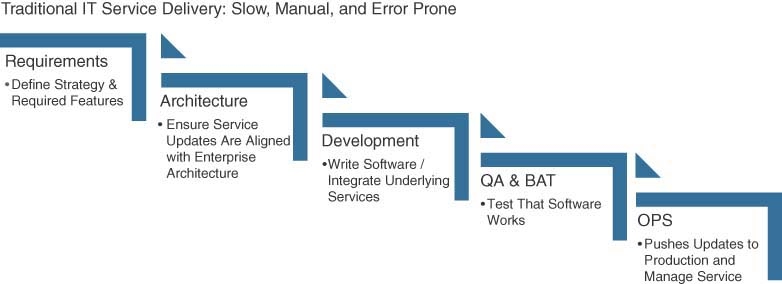 Traditional IT Service Delivery: Slow, Manual, and Error Prone
Requirements
•Define Strategy &
Required Features
Architecture
• Ensure Service
Updates Are Aligned
with Enterprise
Architecture
Development
•Write Software /
Integrate Underlying
Services
QA & BAT
•Test That Software
Works
OPS
•Pushes Updates to
Production and
Manage Service